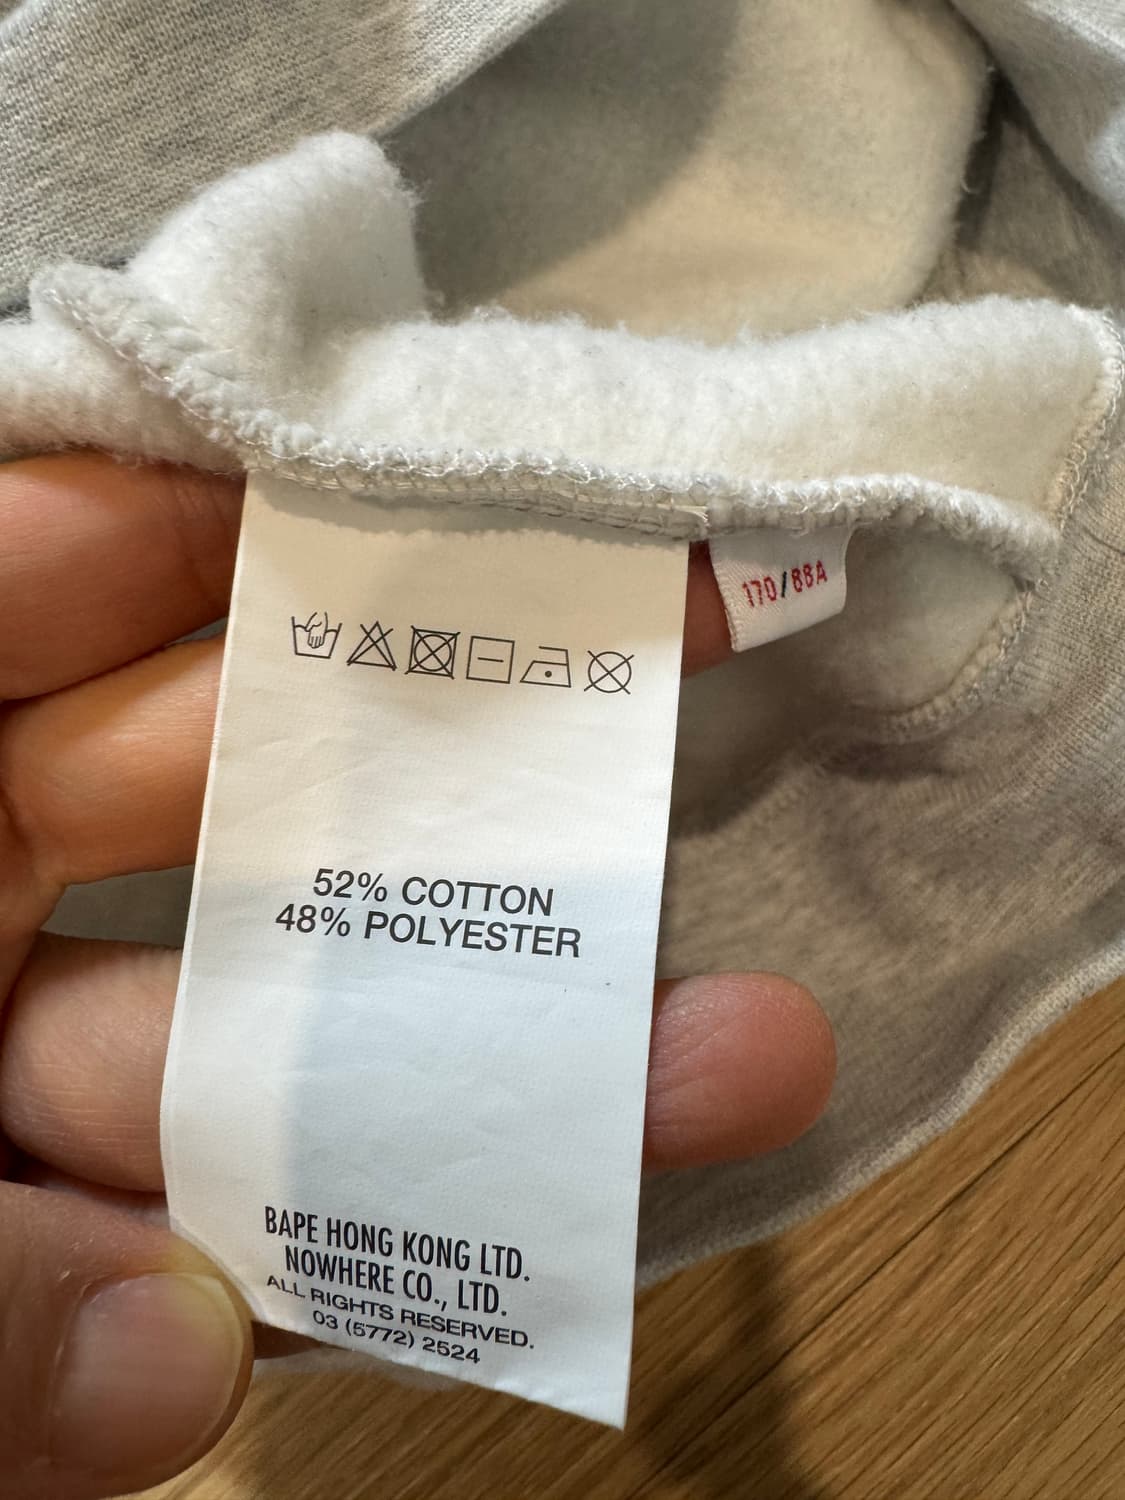 170/88A
52% COTTON
48% POLYESTER
BAPE HONG KONG LTD.
NOWHERE CO., LTD.
ALL RIGHTS RESERVED.
03 (5772) 2524